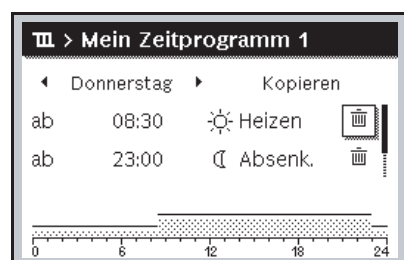 > Mein Zeitprogramm 1
Donnerstag Kopieren
ab 08:30 Heizen
ab 23:00 Absenk.
0 6 12 18 24